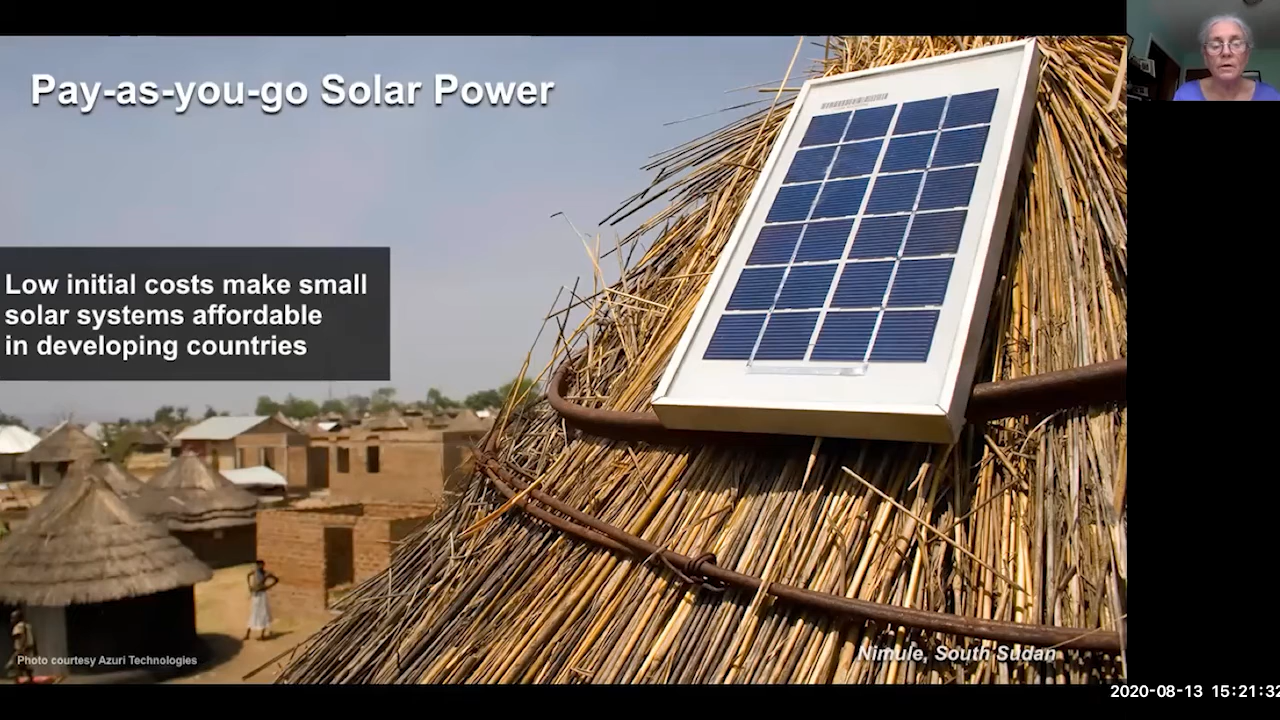 Pay-as-you-go Solar Power
Low initial costs make small
solar systems affordable
in developing countries
Photo courtesy Azuri Technologies
Nimule, South Sudan
2020-08-13 15:21:32